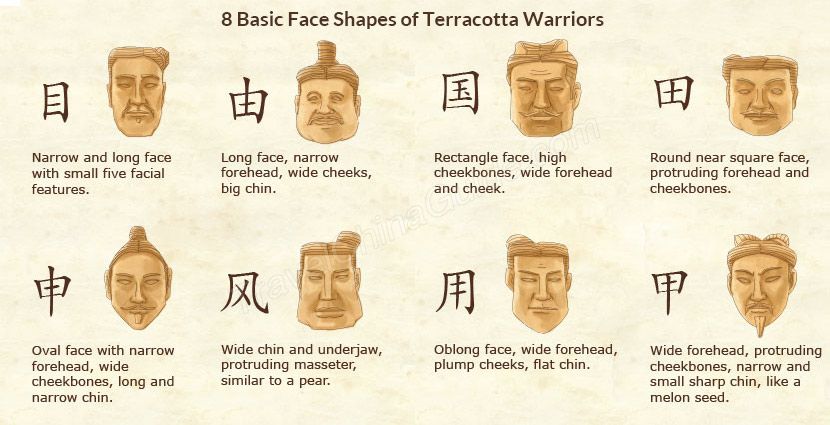 8 Basic Face Shapes of Terracotta Warriors
目
由
国
田
Narrow and long face
with small five facial
features.
Long face, narrow
forehead, wide cheeks,
big chin.
Rectangle face, high
cheekbones, wide forehead
and cheek.
Round near square face,
protruding forehead and
cheekbones.
申
风
用
甲
Oval face with narrow
forehead, wide
cheekbones, long and
narrow chin.
Wide chin and underjaw,
protruding masseter,
similar to a pear.
Oblong face, wide forehead,
plump cheeks, flat chin.
Wide forehead, protruding
cheekbones, narrow and
small sharp chin, like a
melon seed.